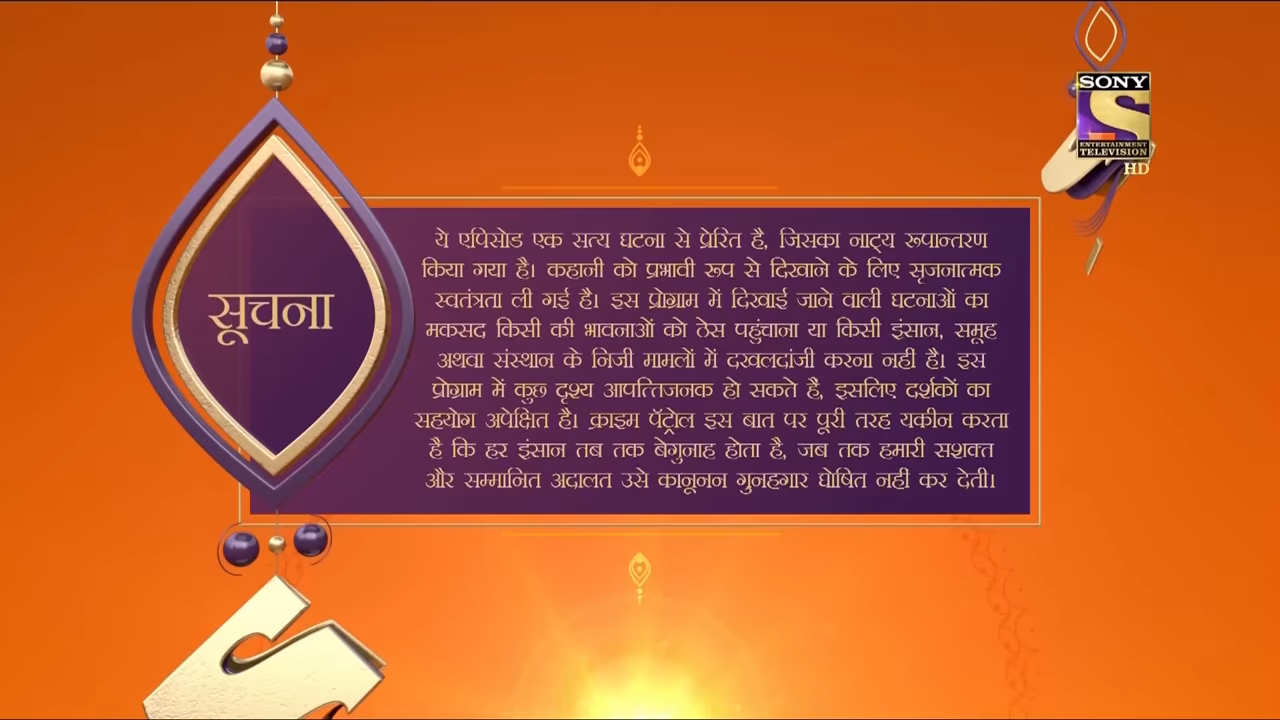 सूचना
ये एपिसोड एक सत्य घटना से प्रेरित है, जिसका नाट्य रूपान्तरण
किया गया है। कहानी को प्रभावी रूप से दिखाने के लिए सृजनात्मक
स्वतंत्रता ली गई है। इस प्रोग्राम में दिखाई जाने वाली घटनाओं का
मकसद किसी की भावनाओं को ठेस पहुंचाना या किसी इंसान, समूह
अथवा संस्थान के निजी मामलों में दखलदांजी करना नहीं है। इस
प्रोग्राम में कुछ दृश्य आपत्तिजनक हो सकते है, इसलिए दर्शकों का
सहयोग अपेक्षित है। क्राइम पॅट्रोल इस बात पर पूरी तरह यकीन करता
है कि हर इंसान तब तक बेगुनाह होता है, जब तक हमारी सशक्त
और सम्मानित अदालत उसे कानूनन गुनहगार घोषित नहीं कर देती।
SONY
ENTERTAINMENT
TELEVISION
HD